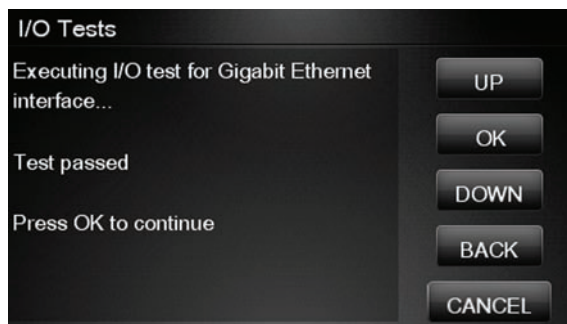 I/O Tests
Executing I/O test for Gigabit Ethernet
interface...
Test passed
Press OK to continue
UP
OK
DOWN
BACK
CANCEL